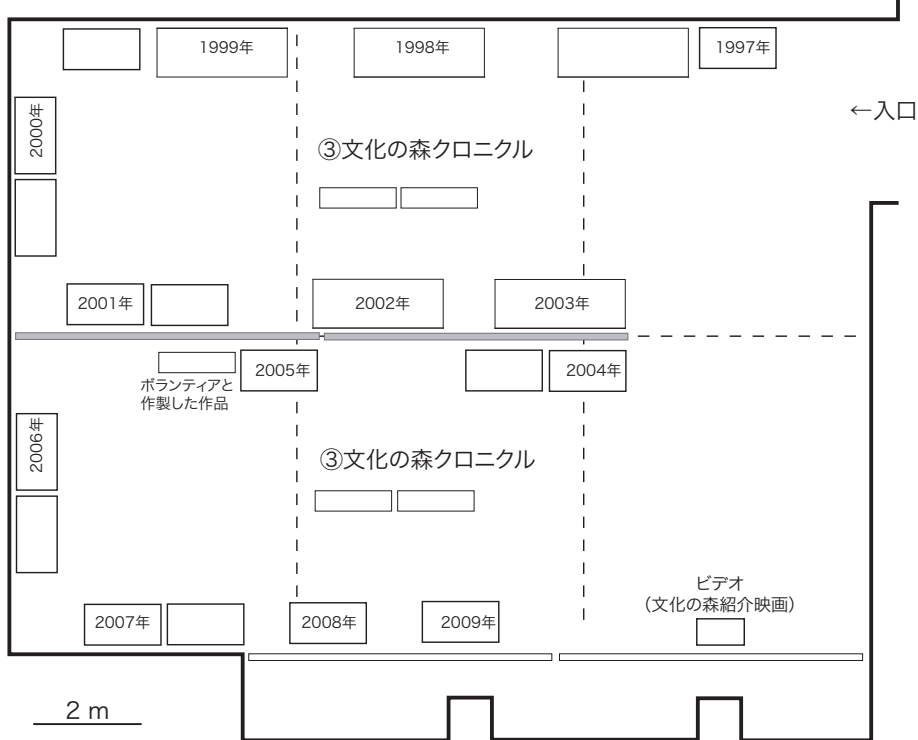 1999年
1998年
1997年
←入口
2000年
③文化の森クロニクル
2001年
2002年
2003年
2005年
2004年
ボランティアと
作製した作品
2006年
③文化の森クロニクル
ビデオ
（文化の森紹介映画）
2007年
2008年
2009年
2 m